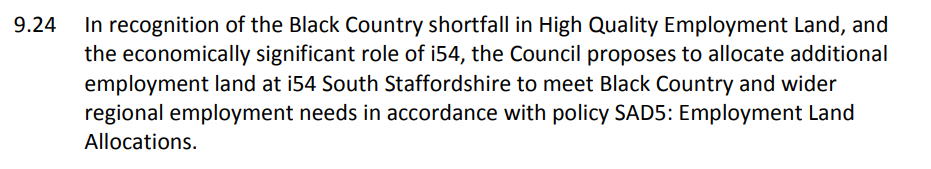 9.24 In recognition of the Black Country shortfall in High Quality Employment Land, and
the economically significant role of i54, the Council proposes to allocate additional
employment land at i54 South Staffordshire to meet Black Country and wider
regional employment needs in accordance with policy SAD5: Employment Land
Allocations.